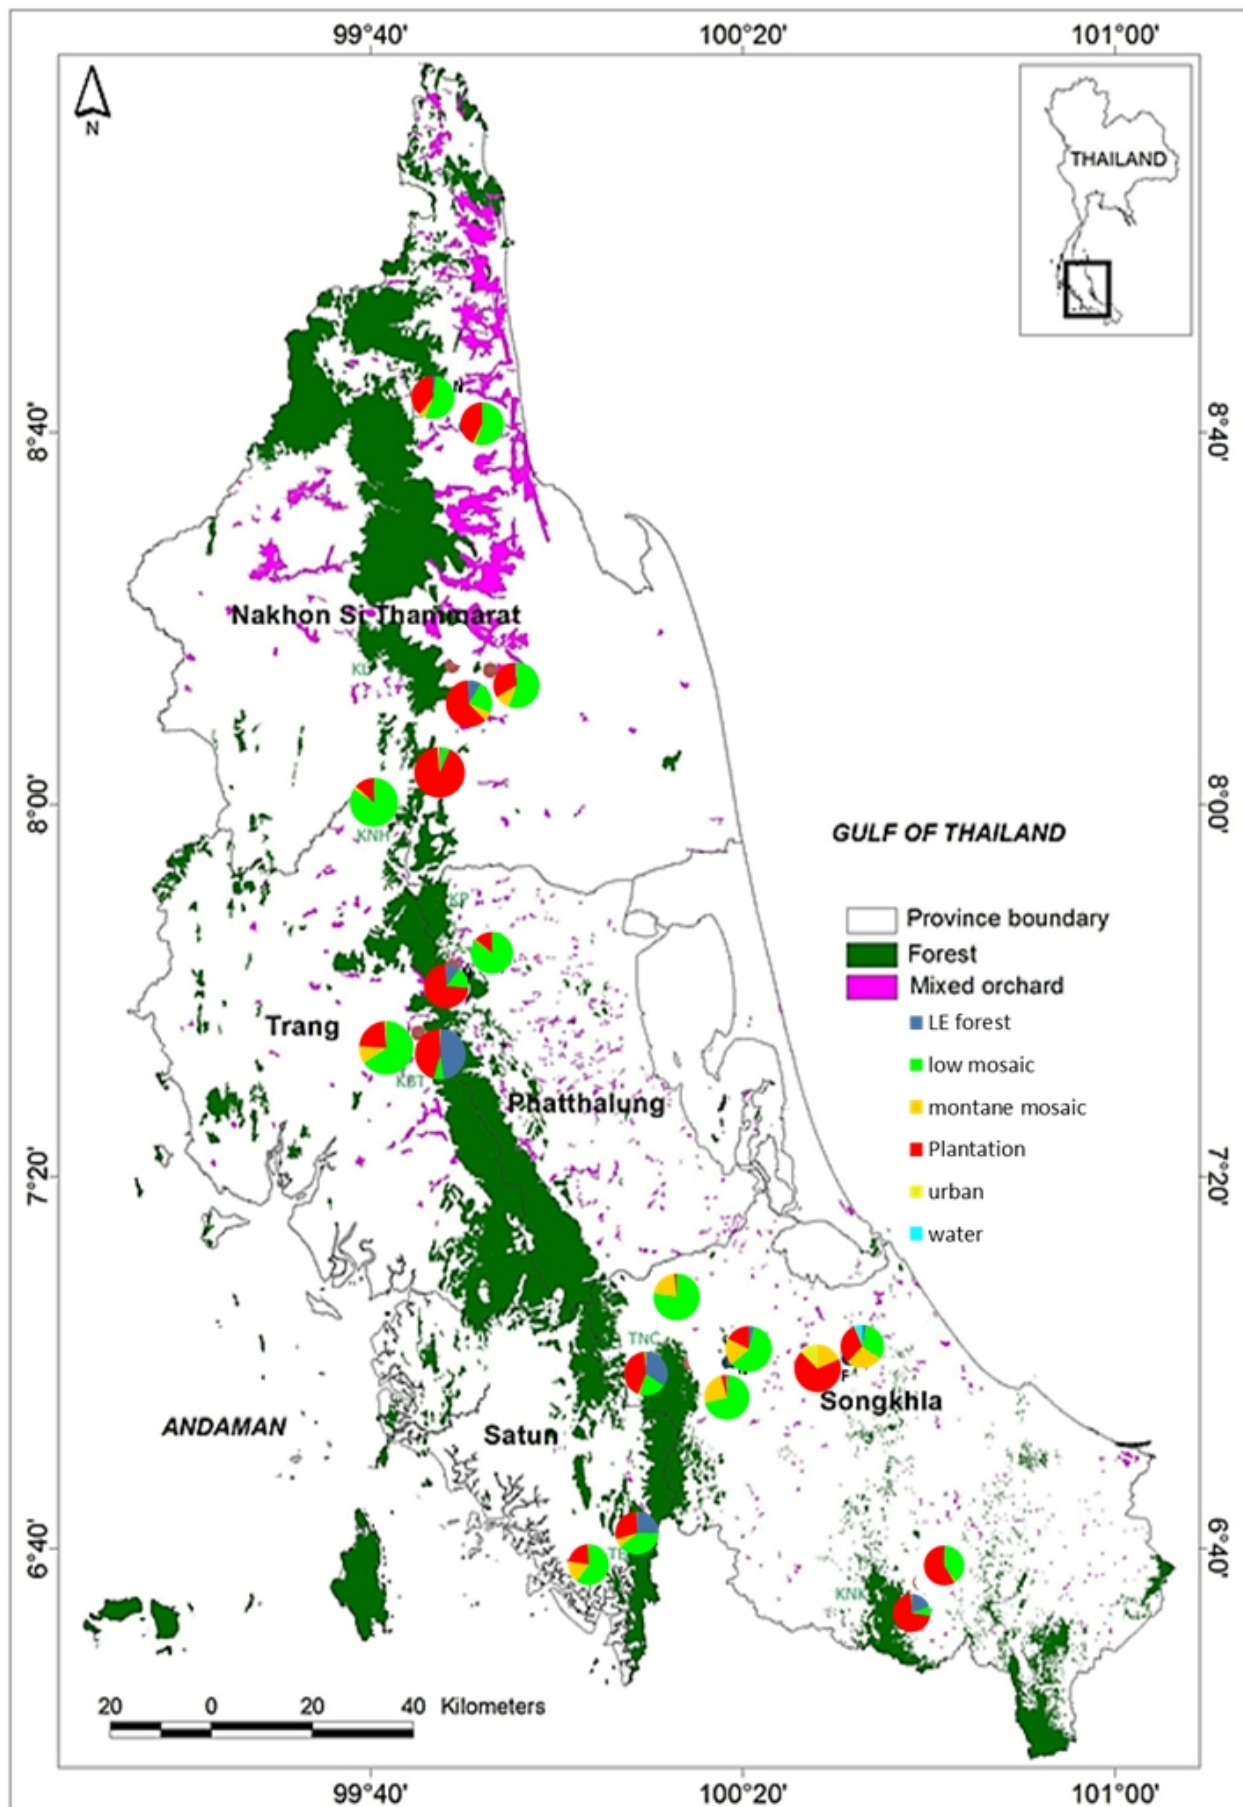 99°40' 100°20' 101°00'
N
THAILAND
8°40' 8°40'
N
Nakhon Si Thammarat
8°00' 8°00'
KNH
GULF OF THAILAND
KP
Province boundary
Forest
Mixed orchard
LE forest
Trang
low mosaic
KBT
Phatthalung
montane mosaic
Plantation
7°20' 7°20'
urban
water
TNC
F
Songkhla
ANDAMAN
Satun
6°40' 6°40'
KNK
20 0 20 40 Kilometers
99°40' 100°20' 101°00'